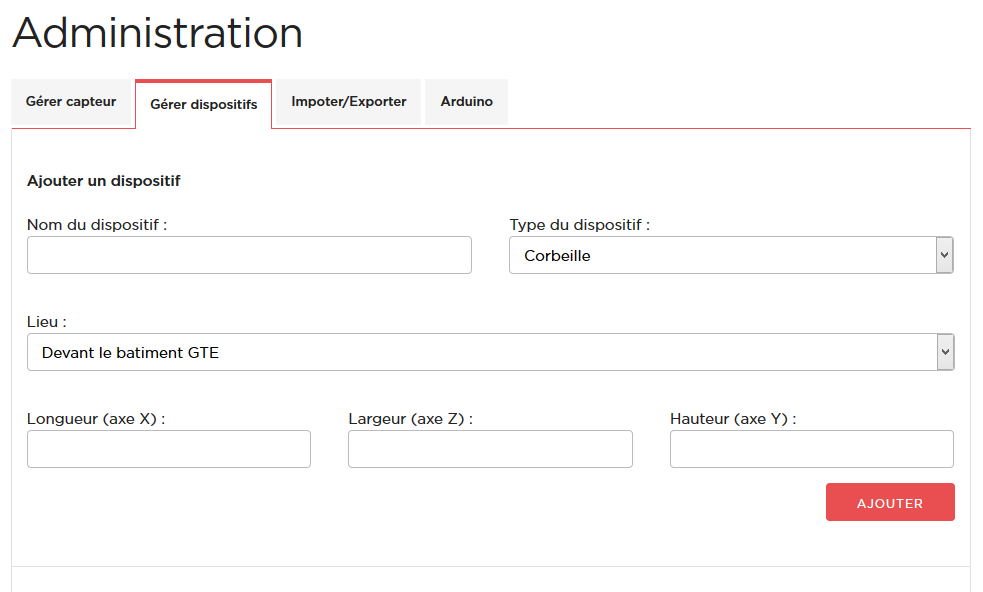 Administration
Gérer capteur Gérer dispositifs Impoter/Exporter Arduino
Ajouter un dispositif
Nom du dispositif : Type du dispositif :
Corbeille
Lieu :
Devant le batiment GTE
Longueur (axe X) : Largeur (axe Z) : Hauteur (axe Y) :
AJOUTER